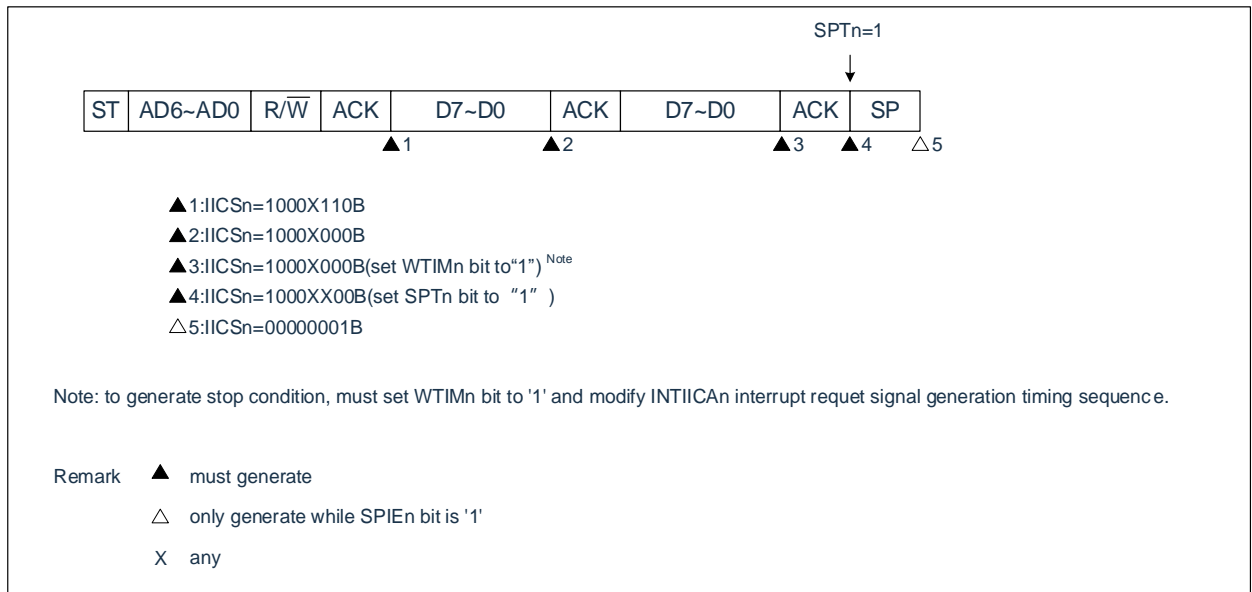 SPTn=1
ST AD6~AD0 R/W̅ ACK D7~D0 ACK D7~D0 ACK SP
▲1 ▲2 ▲3 ▲4 △5
▲1:IICSn=1000X110B
▲2:IICSn=1000X000B
▲3:IICSn=1000X000B(set WTIMn bit to“1”) Note
▲4:IICSn=1000XX00B(set SPTn bit to “1” )
△5:IICSn=00000001B
Note: to generate stop condition, must set WTIMn bit to '1' and modify INTIICAn interrupt requet signal generation timing sequence.
Remark ▲ must generate
△ only generate while SPIEn bit is '1'
X any